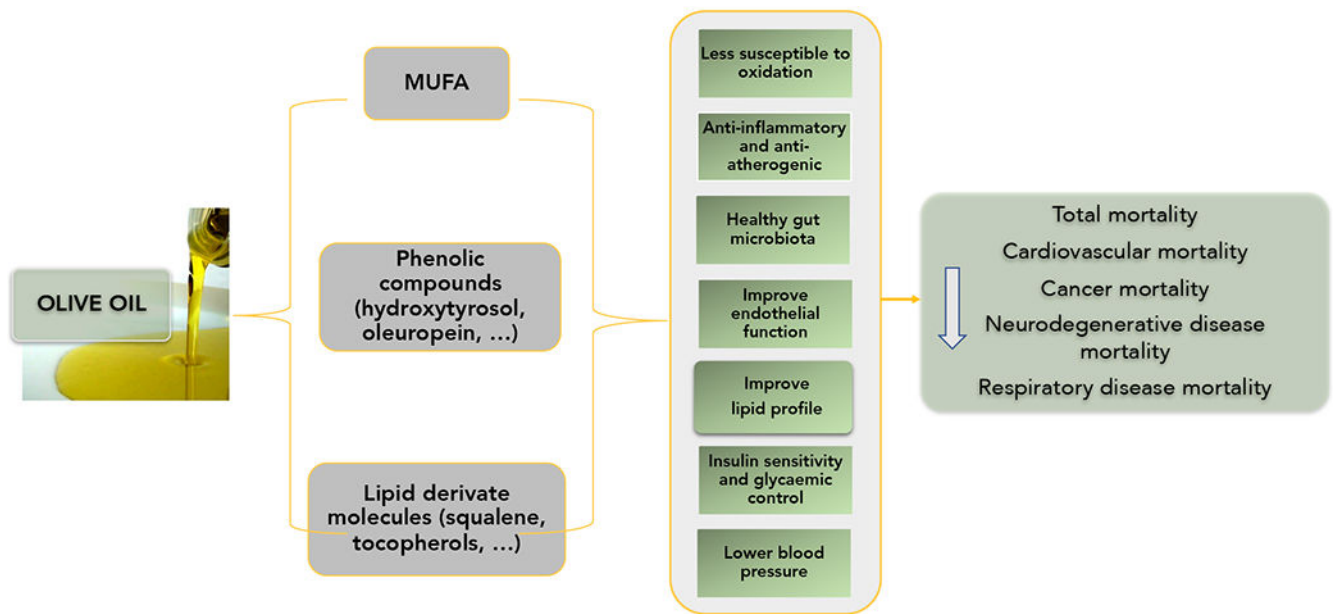 OLIVE OIL
MUFA
Phenolic
compounds
(hydroxytyrosol,
oleuropein, ...)
Lipid derivate
molecules (squalene,
tocopherols, ...)
Less susceptible to
oxidation
Anti-inflammatory
and anti-
atherogenic
Healthy gut
microbiota
Improve
endothelial
function
Improve
lipid profile
Insulin sensitivity
and glycaemic
control
Lower blood
pressure
Total mortality
Cardiovascular mortality
Cancer mortality
Neurodegenerative disease
mortality
Respiratory disease mortality